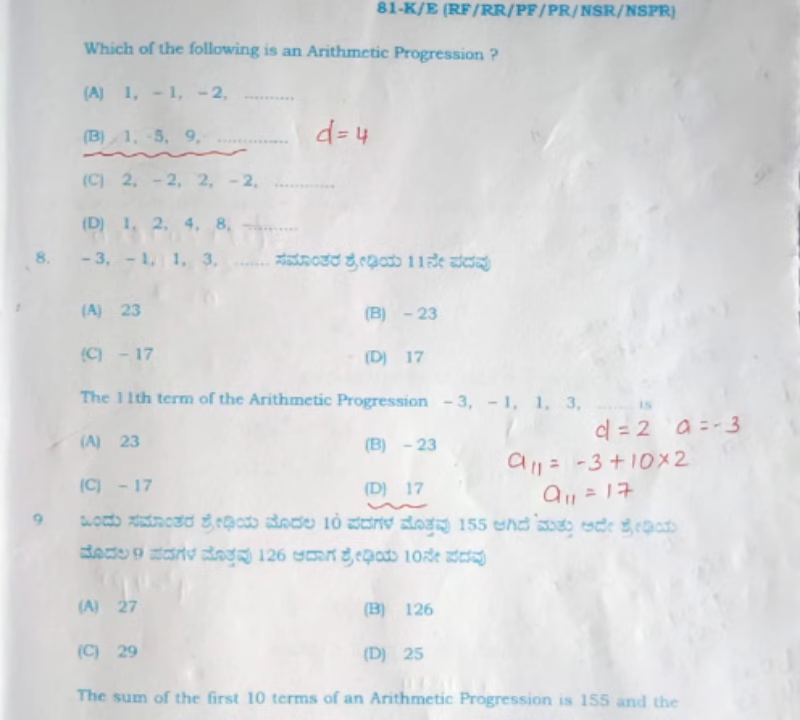 81-K/E (RF/RR/PF/PR/NSR/NSPR)
Which of the following is an Arithmetic Progression ?
(A) 1, – 1, – 2, ..........
(B) 1, 5, 9, .............. d = 4
(C) 2, – 2, 2, – 2, ............
(D) 1, 2, 4, 8, ...........
8. – 3, – 1, 1, 3, ....... ಸಮಾಂತರ ಶ್ರೇಢಿಯ 11ನೇ ಪದವು
(A) 23 (B) – 23
(C) – 17 (D) 17
The 11th term of the Arithmetic Progression – 3, – 1, 1, 3, ....... is
d = 2 a = -3
(A) 23 (B) – 23
a11 = -3 + 10 × 2
(C) – 17 (D) 17
a11 = 17
9 ಒಂದು ಸಮಾಂತರ ಶ್ರೇಢಿಯ ಮೊದಲ 10 ಪದಗಳ ಮೊತ್ತವು 155 ಆಗಿದೆ ಮತ್ತು ಅದೇ ಶ್ರೇಢಿಯ
ಮೊದಲ 9 ಪದಗಳ ಮೊತ್ತವು 126 ಆದಾಗ ಶ್ರೇಢಿಯ 10ನೇ ಪದವು
(A) 27 (B) 126
(C) 29 (D) 25
The sum of the first 10 terms of an Arithmetic Progression is 155 and the